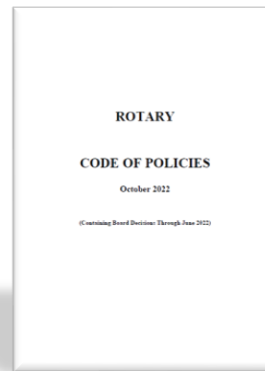 ROTARY
CODE OF POLICIES
October 2022
(Containing Board Decisions Through June 2022)